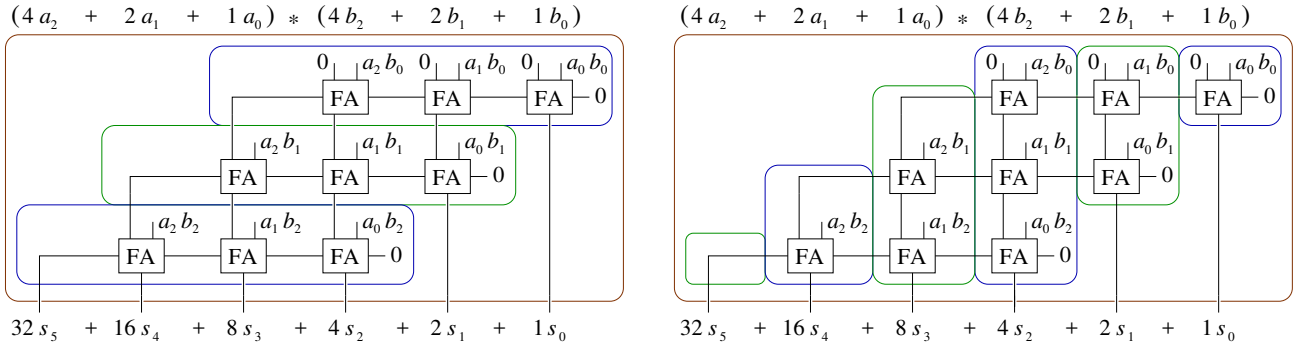 (4 a₂ + 2 a₁ + 1 a₀) * (4 b₂ + 2 b₁ + 1 b₀)
0 a₂ b₀ 0 a₁ b₀ 0 a₀ b₀
FA FA FA 0
a₂ b₁ a₁ b₁ a₀ b₁
FA FA FA 0
a₂ b₂ a₁ b₂ a₀ b₂
FA FA FA 0
32 s₅ + 16 s₄ + 8 s₃ + 4 s₂ + 2 s₁ + 1 s₀
(4 a₂ + 2 a₁ + 1 a₀) * (4 b₂ + 2 b₁ + 1 b₀)
0 a₂ b₀ 0 a₁ b₀ 0 a₀ b₀
FA FA FA 0
a₂ b₁ a₁ b₁ a₀ b₁
FA FA FA 0
a₂ b₂ a₁ b₂ a₀ b₂
FA FA FA 0
32 s₅ + 16 s₄ + 8 s₃ + 4 s₂ + 2 s₁ + 1 s₀